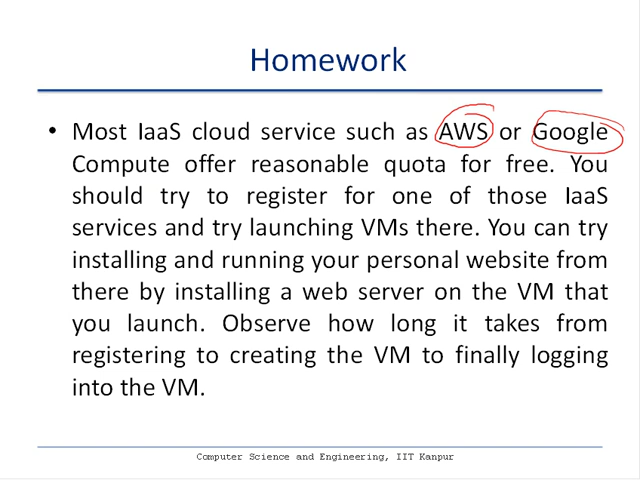 Homework
• Most IaaS cloud service such as AWS or Google
Compute offer reasonable quota for free. You
should try to register for one of those IaaS
services and try launching VMs there. You can try
installing and running your personal website from
there by installing a web server on the VM that
you launch. Observe how long it takes from
registering to creating the VM to finally logging
into the VM.
Computer Science and Engineering, IIT Kanpur